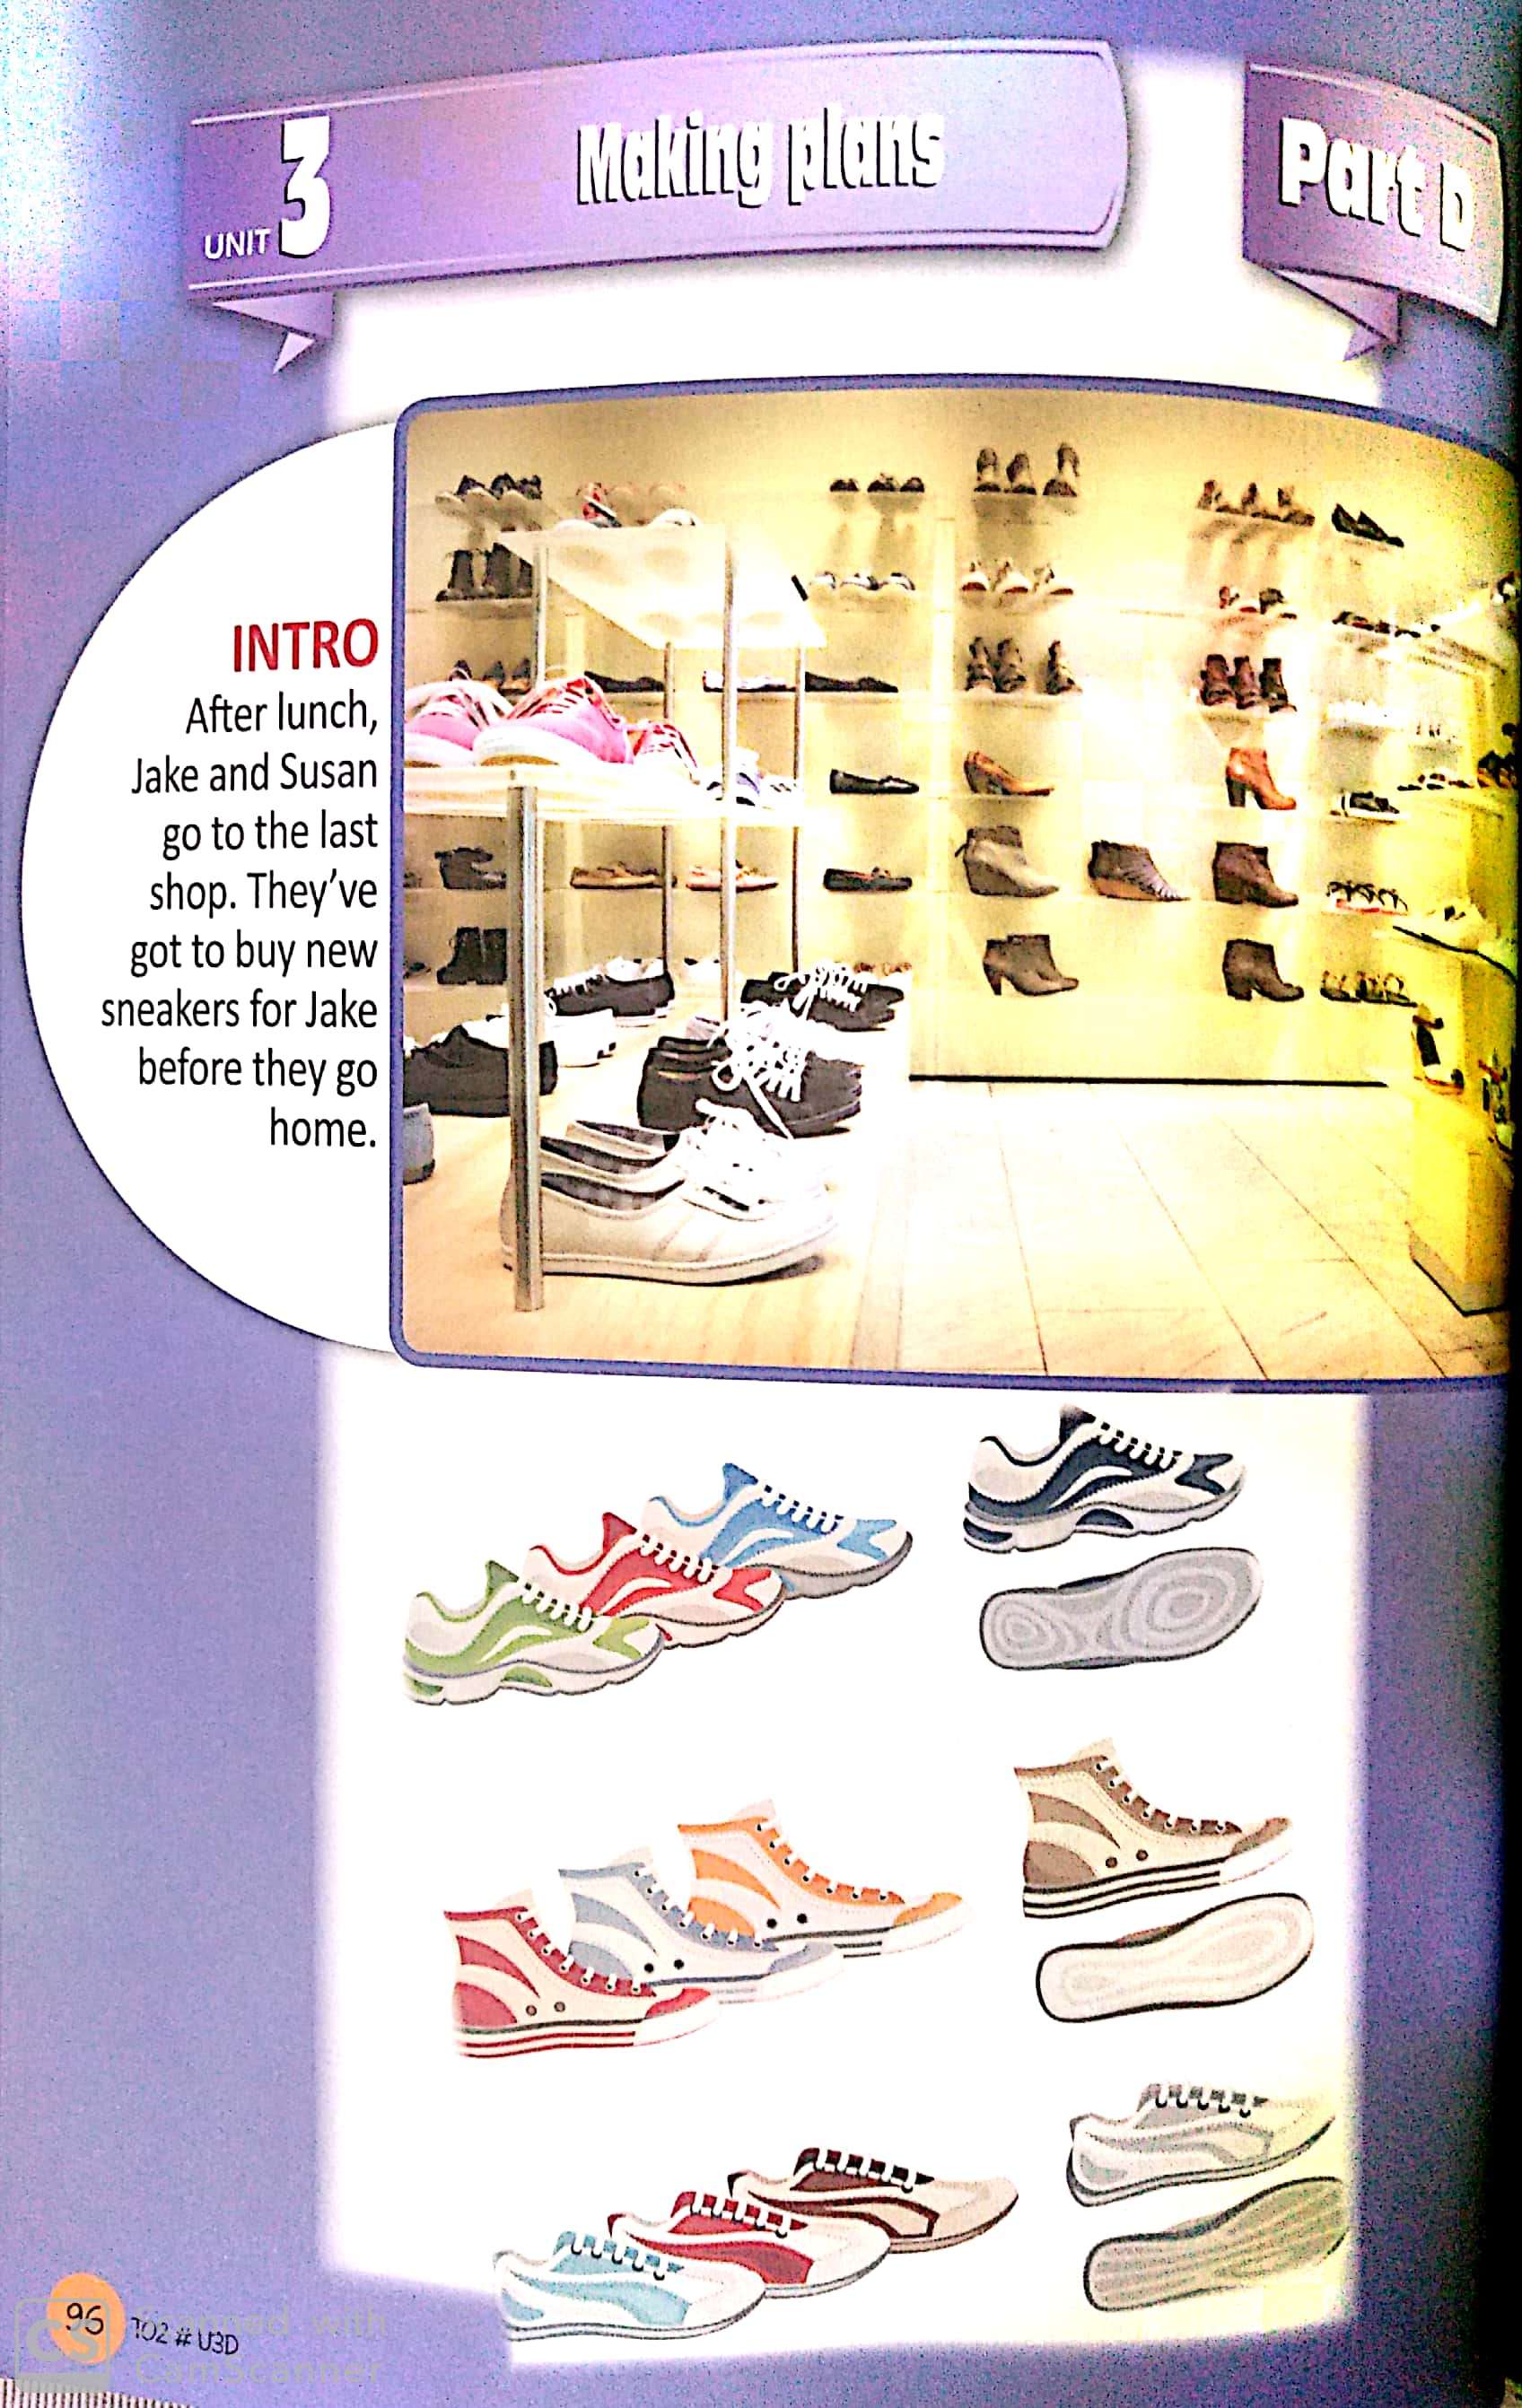 UNIT 3
Making plans
Part D
INTRO
After lunch,
Jake and Susan
go to the last
shop. They've
got to buy new
sneakers for Jake
before they go
home.
96
TO2 # U3D
CS
Scanned with
CamScanner